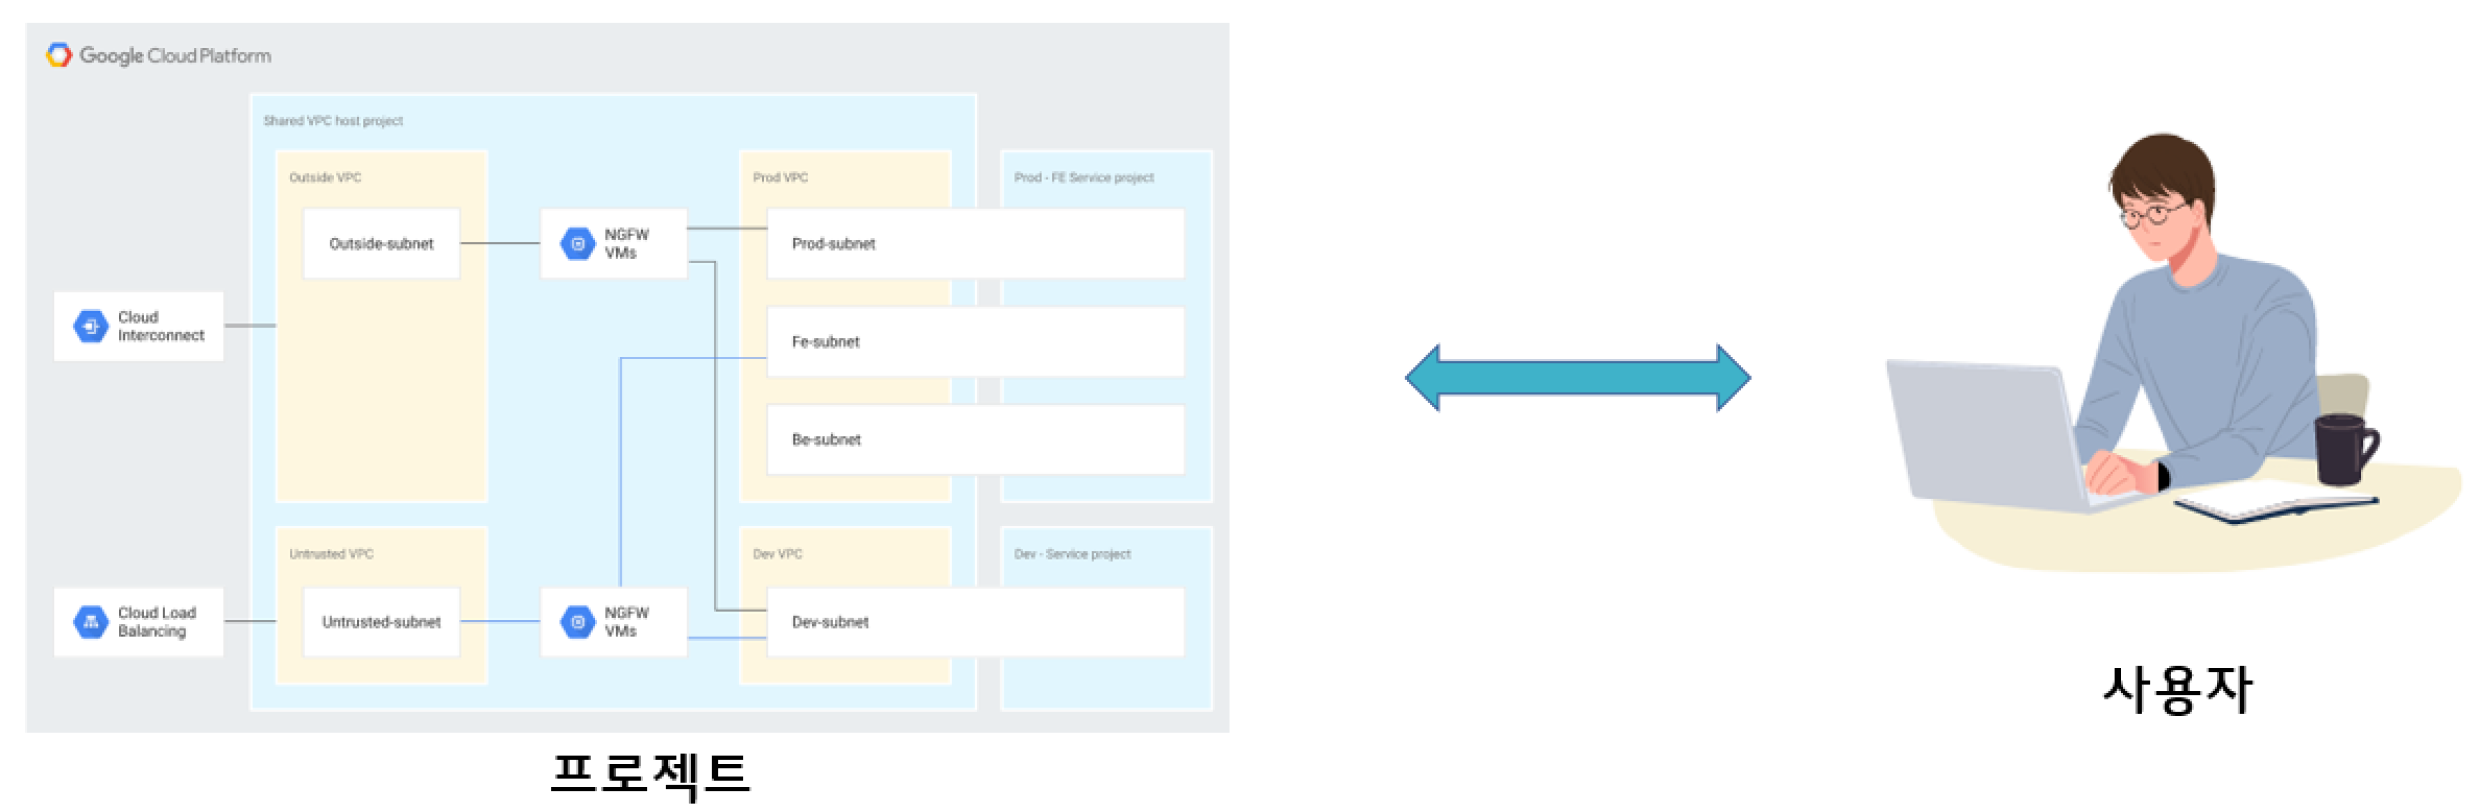 Google Cloud Platform
Shared VPC host project
Outside VPC
Prod VPC
Prod - FE Service project
Outside-subnet
NGFW
VMs
Prod-subnet
Cloud
Interconnect
Fe-subnet
Be-subnet
Untrusted VPC
Dev VPC
Dev - Service project
Cloud Load
Balancing
Untrusted-subnet
NGFW
VMs
Dev-subnet
프로젝트
사용자